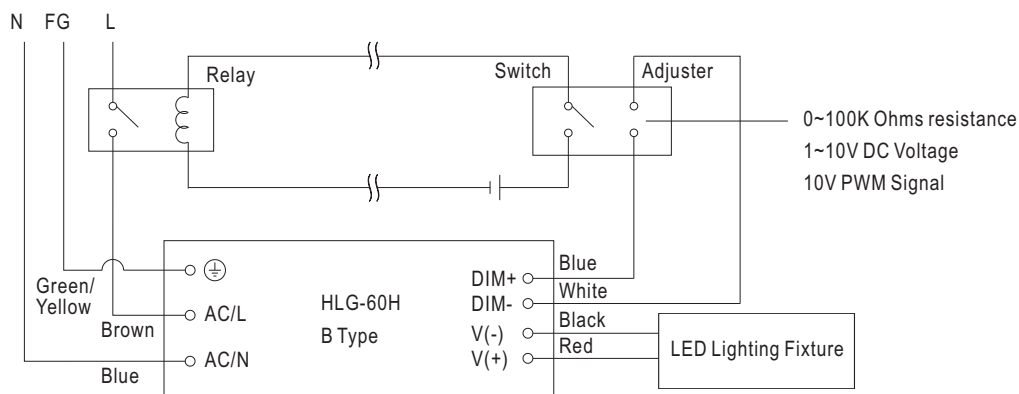 N FG L
Relay
Switch
Adjuster
0~100K Ohms resistance
1~10V DC Voltage
10V PWM Signal
Green/
Yellow
Brown
Blue
AC/L
AC/N
HLG-60H
B Type
DIM+
DIM-
V(-)
V(+)
Blue
White
Black
Red
LED Lighting Fixture